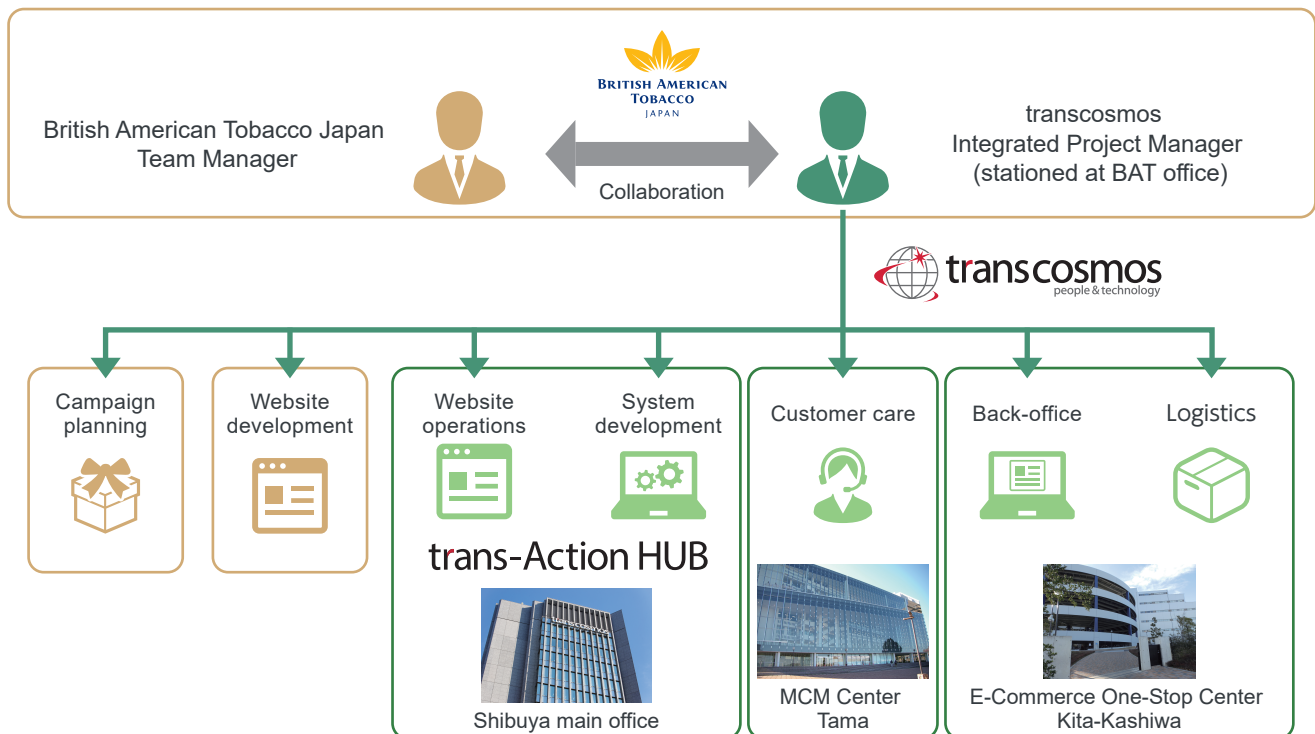 BRITISH AMERICAN
TOBACCO
JAPAN
British American Tobacco Japan
Team Manager
Collaboration
transcosmos
Integrated Project Manager
(stationed at BAT office)
transcosmos
people & technology
Campaign
planning
Website
development
Website
operations
System
development
Customer care
Back-office
Logistics
trans-Action HUB
transcosmos
Shibuya main office
MCM Center
Tama
E-Commerce One-Stop Center
Kita-Kashiwa